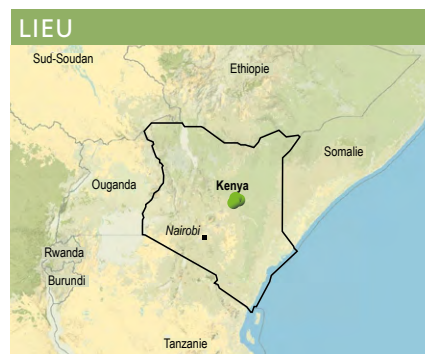 LIEU
Sud-Soudan
Ethiopie
Somalie
Ouganda
Kenya
Nairobi
Rwanda
Burundi
Tanzanie